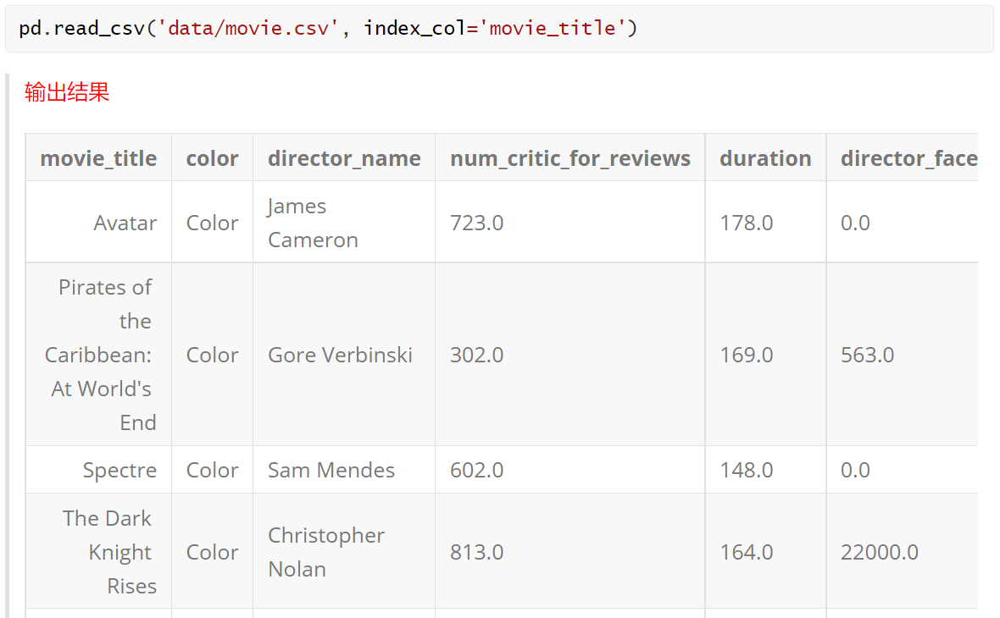 pd.read_csv('data/movie.csv', index_col='movie_title')
输出结果
movie_title color director_name num_critic_for_reviews duration director_face
Avatar Color James Cameron 723.0 178.0 0.0
Pirates of the Caribbean: At World's End Color Gore Verbinski 302.0 169.0 563.0
Spectre Color Sam Mendes 602.0 148.0 0.0
The Dark Knight Rises Color Christopher Nolan 813.0 164.0 22000.0